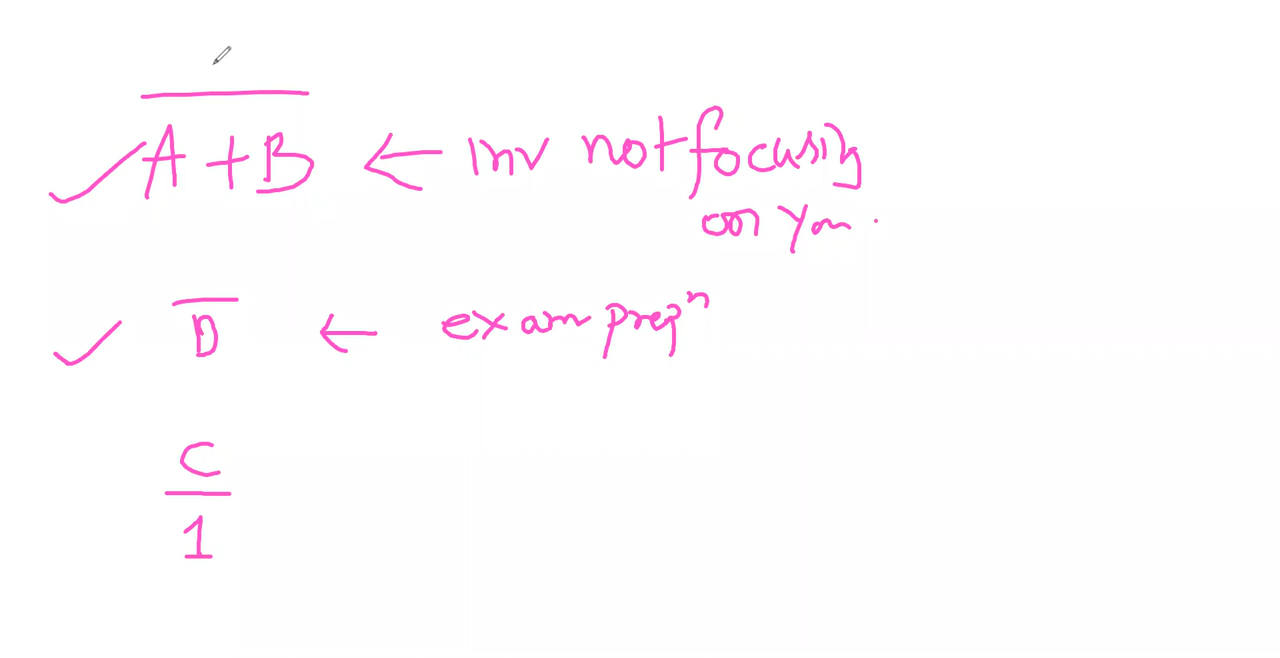 A+B ← inv not focusing
on you.
D ← exam prepⁿ
C
1